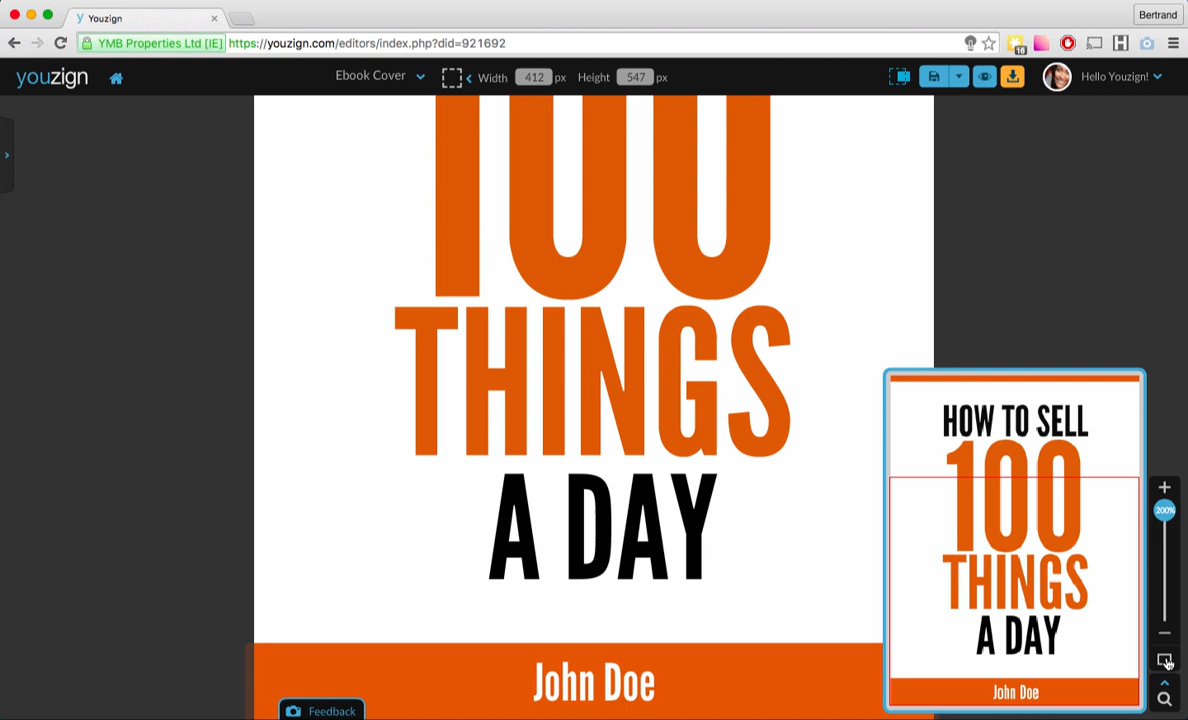 Youzign
Bertrand
YMB Properties Ltd [IE] https://youzign.com/editors/index.php?did=921692
16
youzign
Ebook Cover
Width 412 px Height 547 px
Hello Youzign!
100
THINGS
A DAY
John Doe
HOW TO SELL
100
THINGS
A DAY
John Doe
200%
Feedback